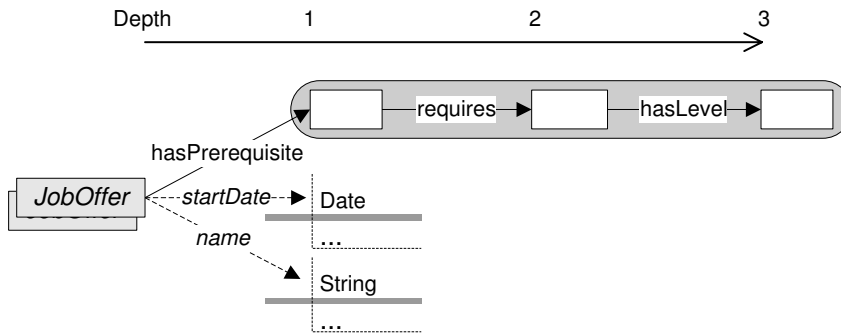 Depth 1 2 3
requires hasLevel
hasPrerequisite
JobOffer startDate Date
name ...
String
...